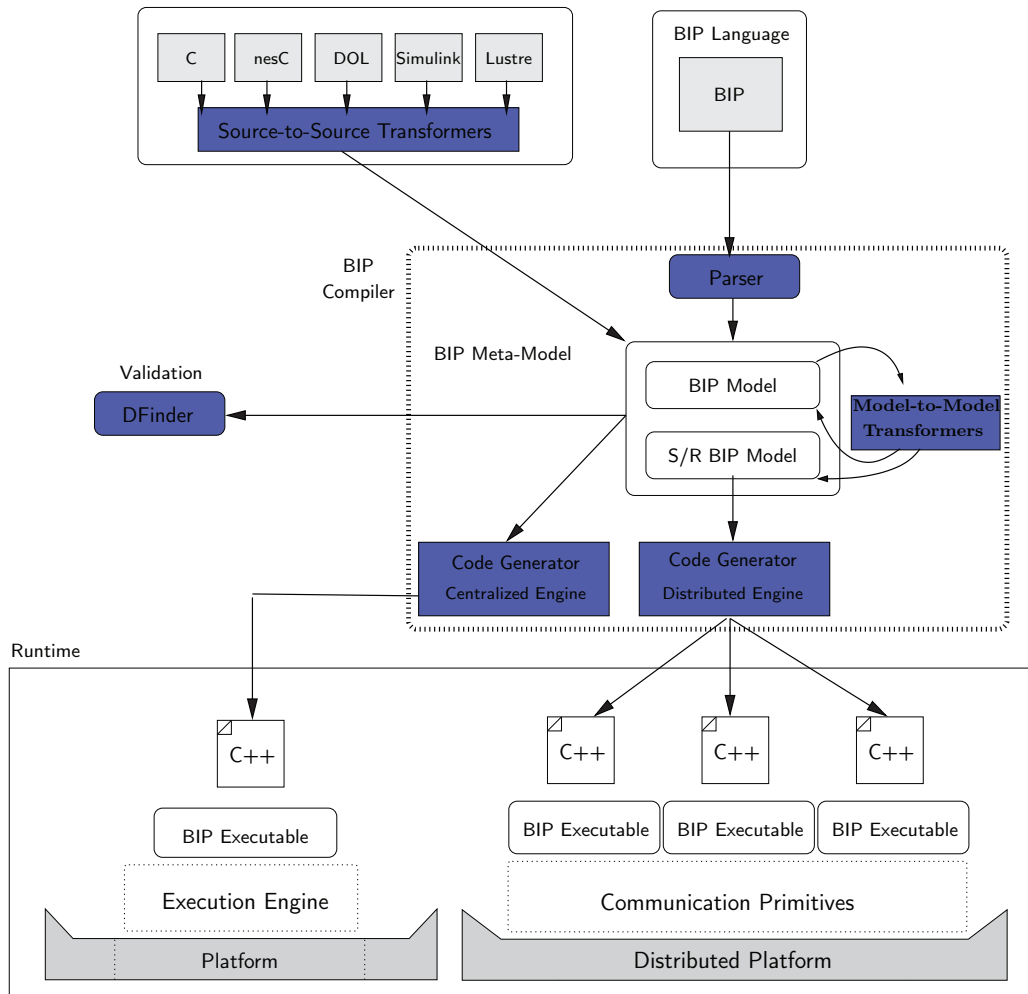 C
nesC
DOL
Simulink
Lustre
Source-to-Source Transformers
BIP Language
BIP
BIP
Compiler
Parser
BIP Meta-Model
BIP Model
Model-to-Model
Transformers
S/R BIP Model
Validation
DFinder
Code Generator
Centralized Engine
Code Generator
Distributed Engine
Runtime
C++
C++
C++
C++
BIP Executable
BIP Executable
BIP Executable
BIP Executable
Execution Engine
Communication Primitives
Platform
Distributed Platform